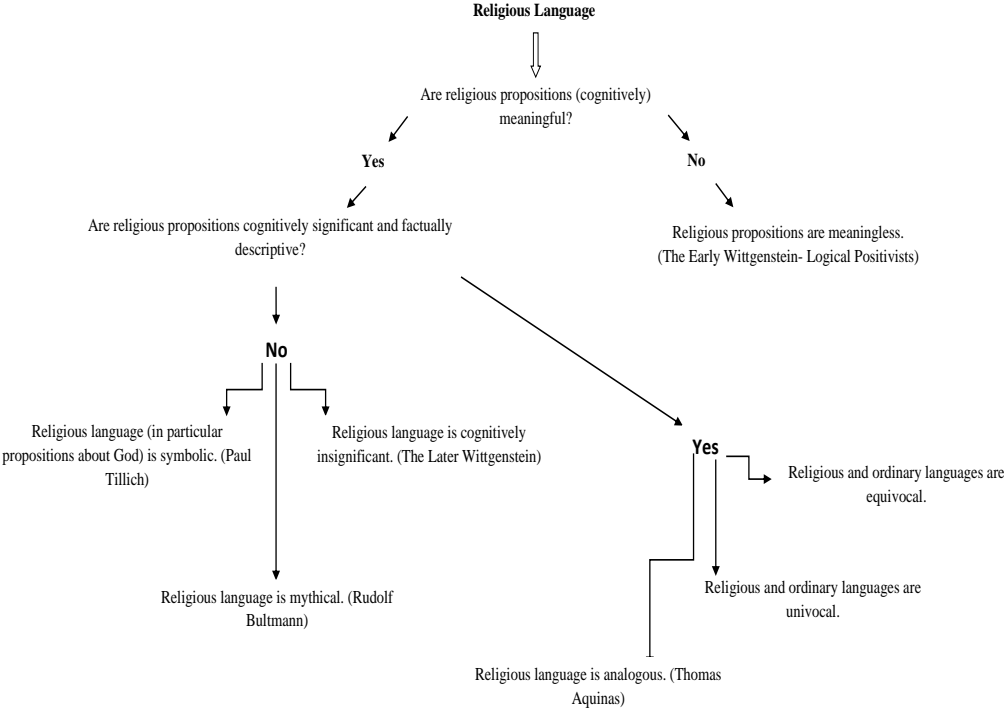 Religious Language
Are religious propositions (cognitively)
meaningful?
Yes
No
Are religious propositions cognitively significant and factually
descriptive?
Religious propositions are meaningless.
(The Early Wittgenstein- Logical Positivists)
No
Religious language (in particular
propositions about God) is symbolic. (Paul
Tillich)
Religious language is cognitively
insignificant. (The Later Wittgenstein)
Yes
Religious and ordinary languages are
equivocal.
Religious language is mythical. (Rudolf
Bultmann)
Religious and ordinary languages are
univocal.
Religious language is analogous. (Thomas
Aquinas)